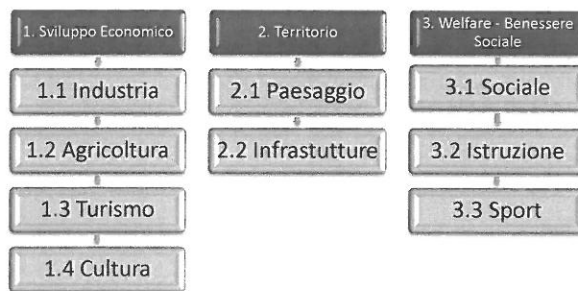 1. Sviluppo Economico
1.1 Industria
1.2 Agricoltura
1.3 Turismo
1.4 Cultura
2. Territorio
2.1 Paesaggio
2.2 Infrastutture
3. Welfare - Benessere
Sociale
3.1 Sociale
3.2 Istruzione
3.3 Sport